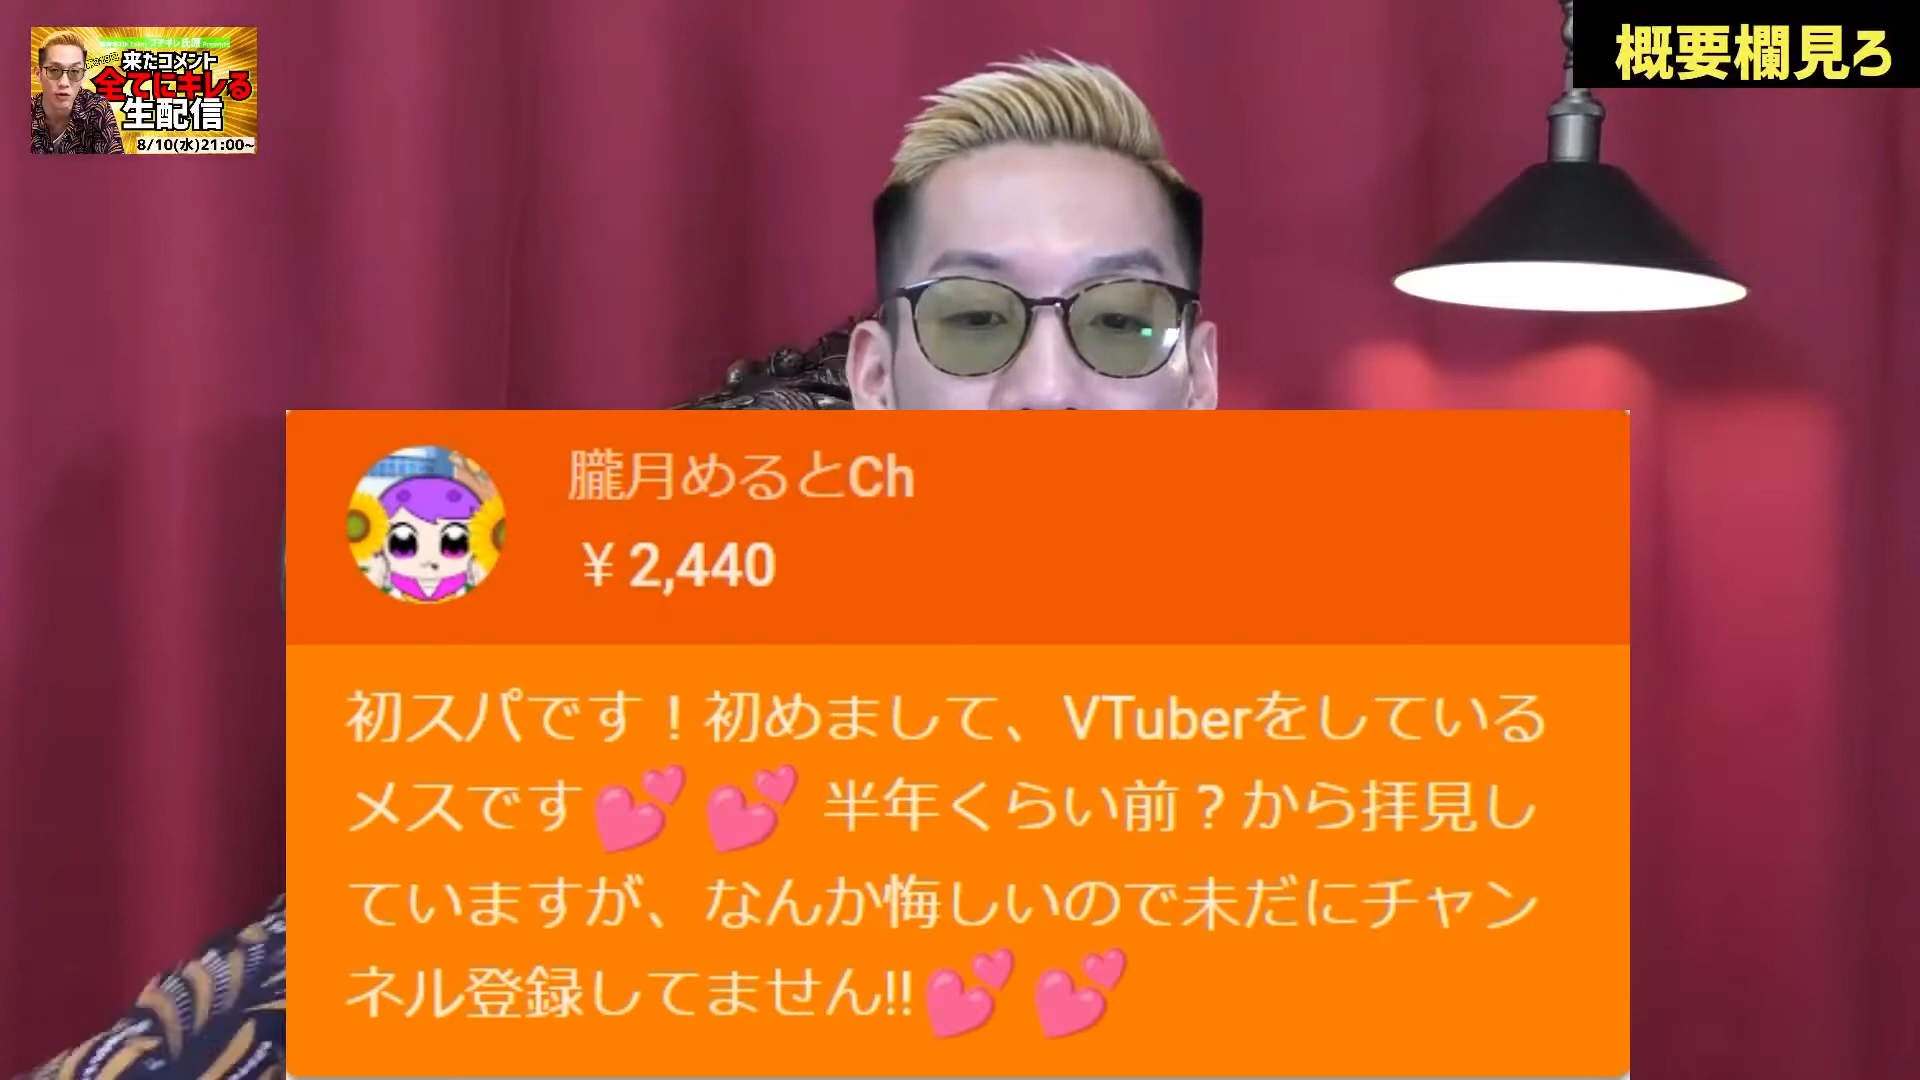 来たコメント
全てにキレる
生配信
8/10(水)21:00~
概要欄見ろ
朧月めるとCh
￥2,440
初スパです！初めまして、VTuberをしている
メスです💕💕 半年くらい前？から拝見し
ていますが、なんか悔しいので未だにチャン
ネル登録してません!!💕💕